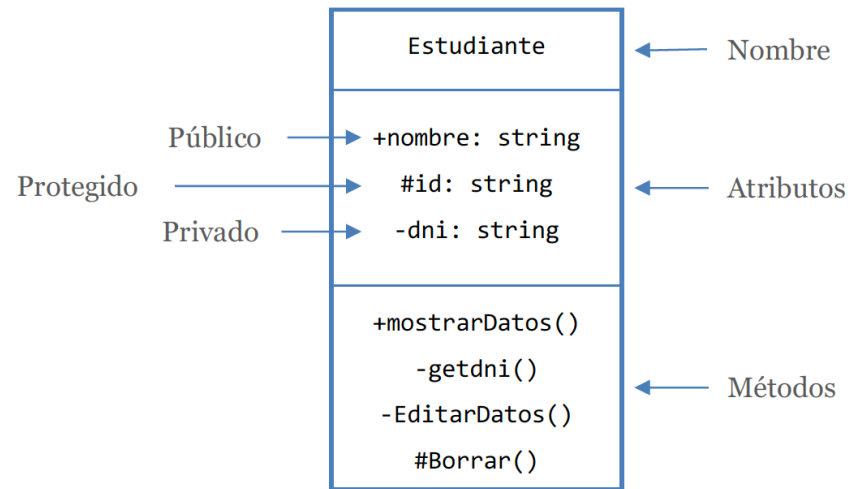 Estudiante
Nombre
Público
+nombre: string
Protegido
#id: string
Atributos
Privado
-dni: string
+mostrarDatos()
-getdni()
Métodos
-EditarDatos()
#Borrar()